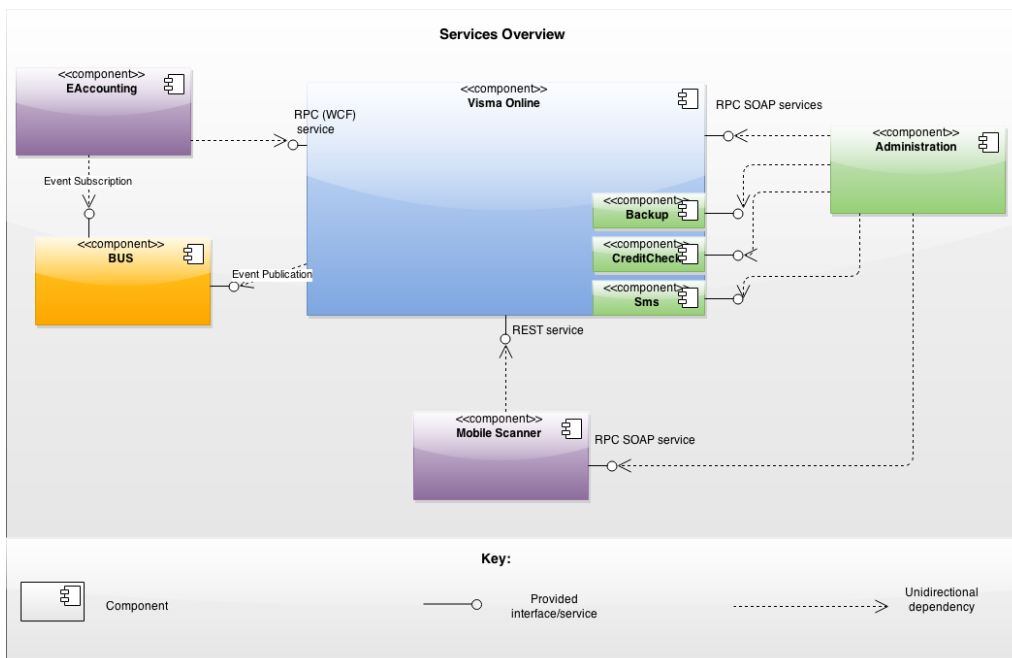 Services Overview
<<component>>
EAccounting
<<component>>
Visma Online
RPC (WCF)
service
RPC SOAP services
<<component>>
Administration
Event Subscription
<<component>>
Backup
<<component>>
BUS
<<component>>
CreditCheck
Event Publication
<<component>>
Sms
REST service
<<component>>
Mobile Scanner
RPC SOAP service
Key:
Component
Provided
interface/service
Unidirectional
dependency